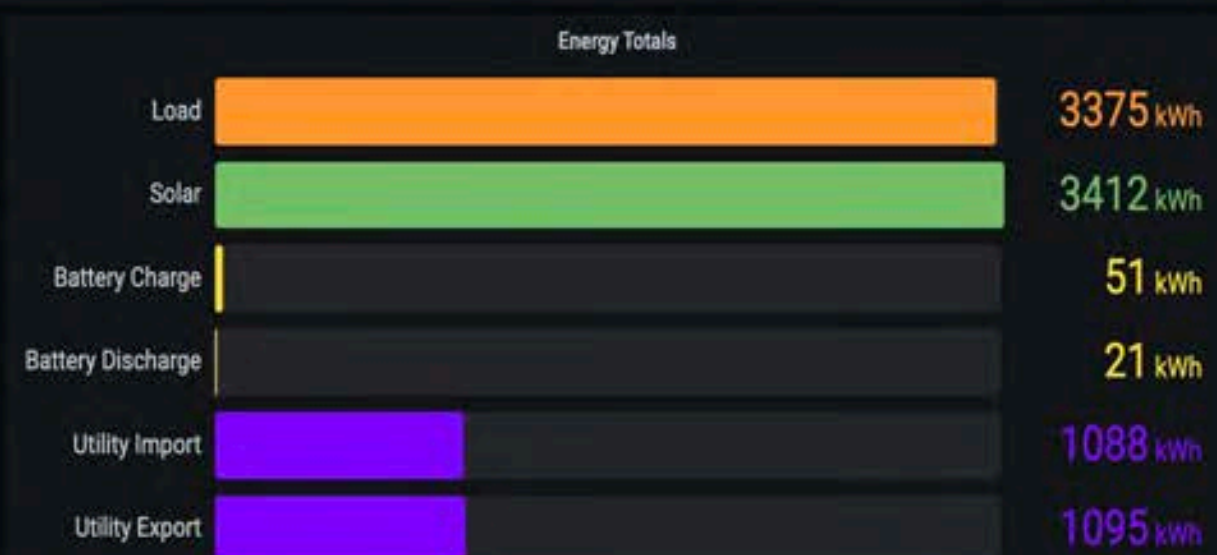 Energy Totals
Load 3375 kWh
Solar 3412 kWh
Battery Charge 51 kWh
Battery Discharge 21 kWh
Utility Import 1088 kWh
Utility Export 1095 kWh